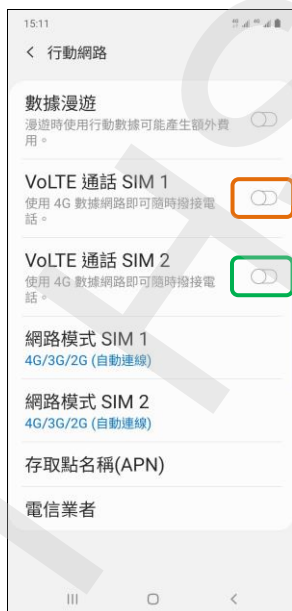 15:11
行動網路
數據漫遊
漫遊時使用行動數據可能產生額外費
用。
VoLTE 通話 SIM 1
使用 4G 數據網路即可隨時撥接電
話。
VoLTE 通話 SIM 2
使用 4G 數據網路即可隨時撥接電
話。
網路模式 SIM 1
4G/3G/2G (自動連線)
網路模式 SIM 2
4G/3G/2G (自動連線)
存取點名稱(APN)
電信業者